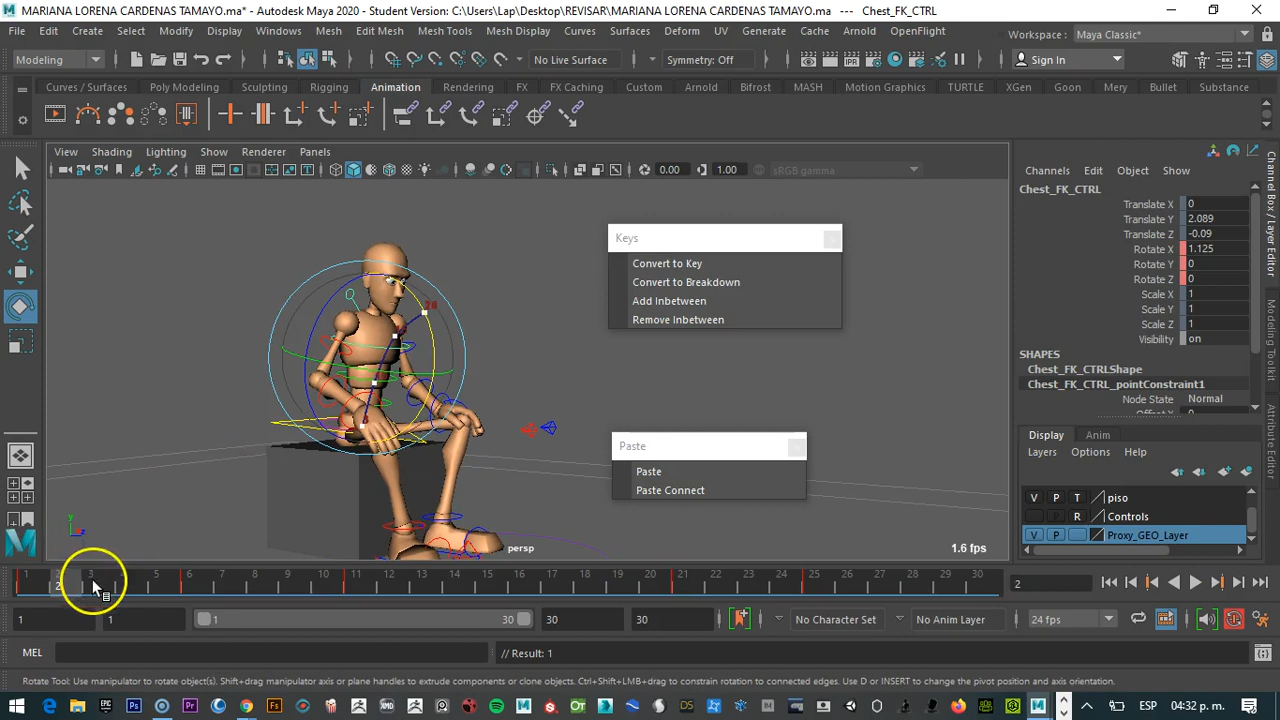 MARIANA LORENA CARDENAS TAMAYO.ma* - Autodesk Maya 2020 - Student Version: C:\Users\Lap\Desktop\REVISAR\MARIANA LORENA CARDENAS TAMAYO.ma --- Chest_FK_CTRL
File Edit Create Select Modify Display Windows Mesh Edit Mesh Mesh Tools Mesh Display Curves Surfaces Deform UV Generate Cache Arnold OpenFlight
Workspace : Maya Classic*
Modeling No Live Surface Symmetry: Off Sign In
Curves / Surfaces Poly Modeling Sculpting Rigging Animation Rendering FX FX Caching Custom Arnold Bifrost MASH Motion Graphics TURTLE XGen Goon Mery Bullet Substance
View Shading Lighting Show Renderer Panels
0.00 1.00 sRGB gamma
Channels Edit Object Show
Chest_FK_CTRL
Translate X 0
Translate Y 2.089
Translate Z -0.09
Rotate X 1.125
Rotate Y 0
Rotate Z 0
Scale X 1
Scale Y 1
Scale Z 1
Visibility on
SHAPES
Chest_FK_CTRLShape
Chest_FK_CTRL_pointConstraint1
Node State Normal
Channel Box / Layer Editor
Modeling Toolkit
Attribute Editor
Keys
Convert to Key
Convert to Breakdown
Add Inbetween
Remove Inbetween
Paste
Paste
Paste Connect
Display Anim
Layers Options Help
V P T piso
P R Controls
V P Proxy_GEO_Layer
y
persp
1.6 fps
1 3 5 6 7 8 9 10 11 12 13 14 15 16 17 18 19 20 21 22 23 24 25 26 27 28 29 30
2
2
1 1 1 30 30 30 No Character Set No Anim Layer 24 fps
MEL // Result: 1
Rotate Tool: Use manipulator to rotate object(s). Shift+drag manipulator axis or plane handles to extrude components or clone objects. Use D or INSERT to change the pivot position and axis orientation.
ESP 04:32 p. m.